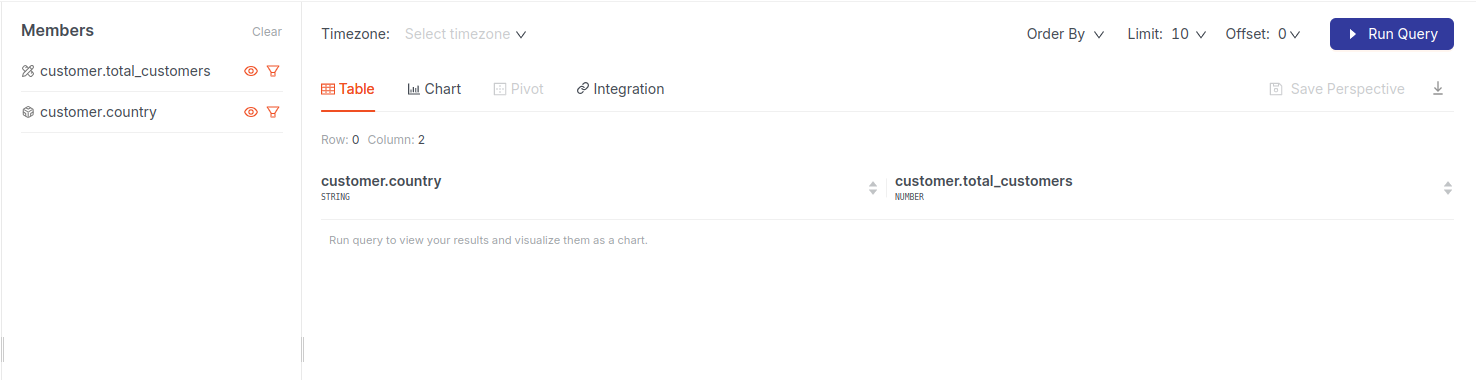 Members
Clear
customer.total_customers
customer.country
Timezone: Select timezone
Order By
Limit: 10
Offset: 0
Run Query
Table
Chart
Pivot
Integration
Save Perspective
Row: 0 Column: 2
customer.country
STRING
customer.total_customers
NUMBER
Run query to view your results and visualize them as a chart.